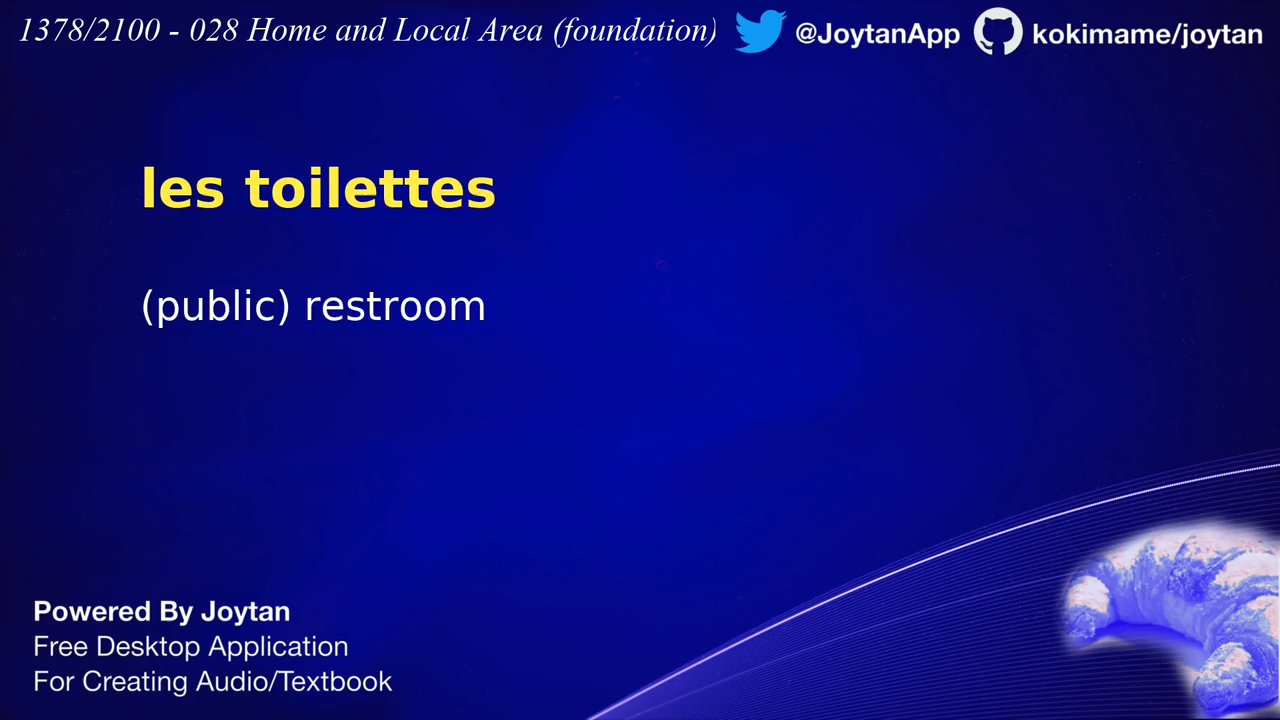 1378/2100 - 028 Home and Local Area (foundation)
@JoytanApp
kokimame/joytan
les toilettes
(public) restroom
Powered By Joytan
Free Desktop Application
For Creating Audio/Textbook